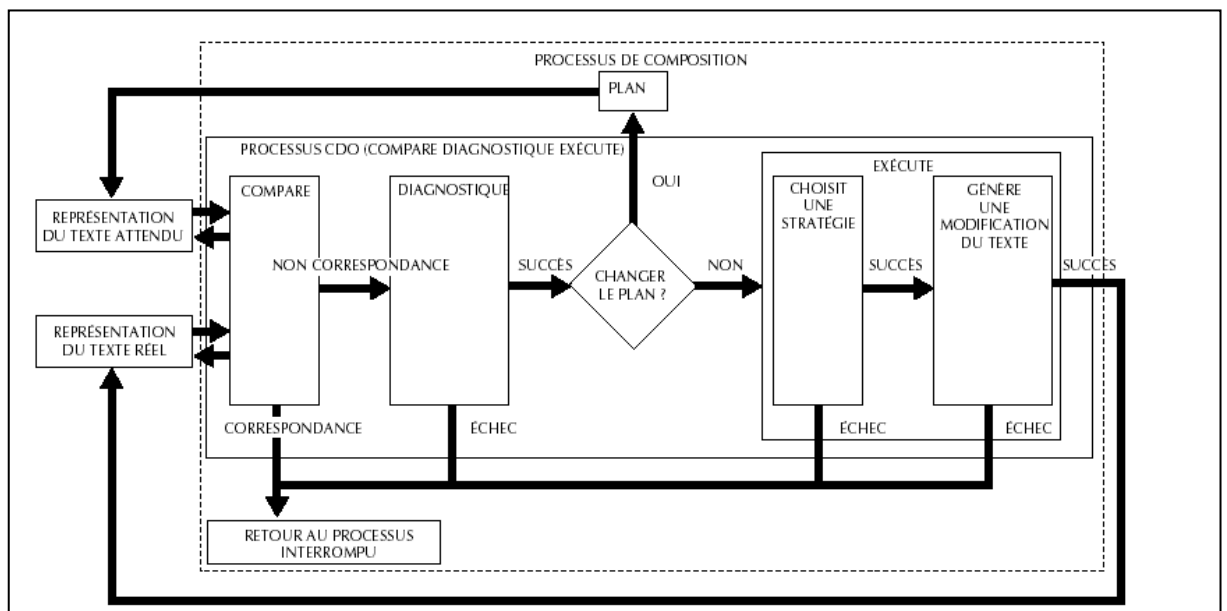 PROCESSUS DE COMPOSITION
PLAN
PROCESSUS CDO (COMPARE DIAGNOSTIQUE EXÉCUTE)
OUI
EXÉCUTE
COMPARE
DIAGNOSTIQUE
CHOISIT
UNE
STRATÉGIE
GÉNÈRE
UNE
MODIFICATION
DU TEXTE
REPRÉSENTATION
DU TEXTE ATTENDU
NON CORRESPONDANCE
SUCCÈS
CHANGER
LE PLAN ?
NON
SUCCÈS
SUCCES
REPRÉSENTATION
DU TEXTE RÉEL
CORRESPONDANCE
ÉCHEC
ÉCHEC
ÉCHEC
RETOUR AU PROCESSUS
INTERROMPU